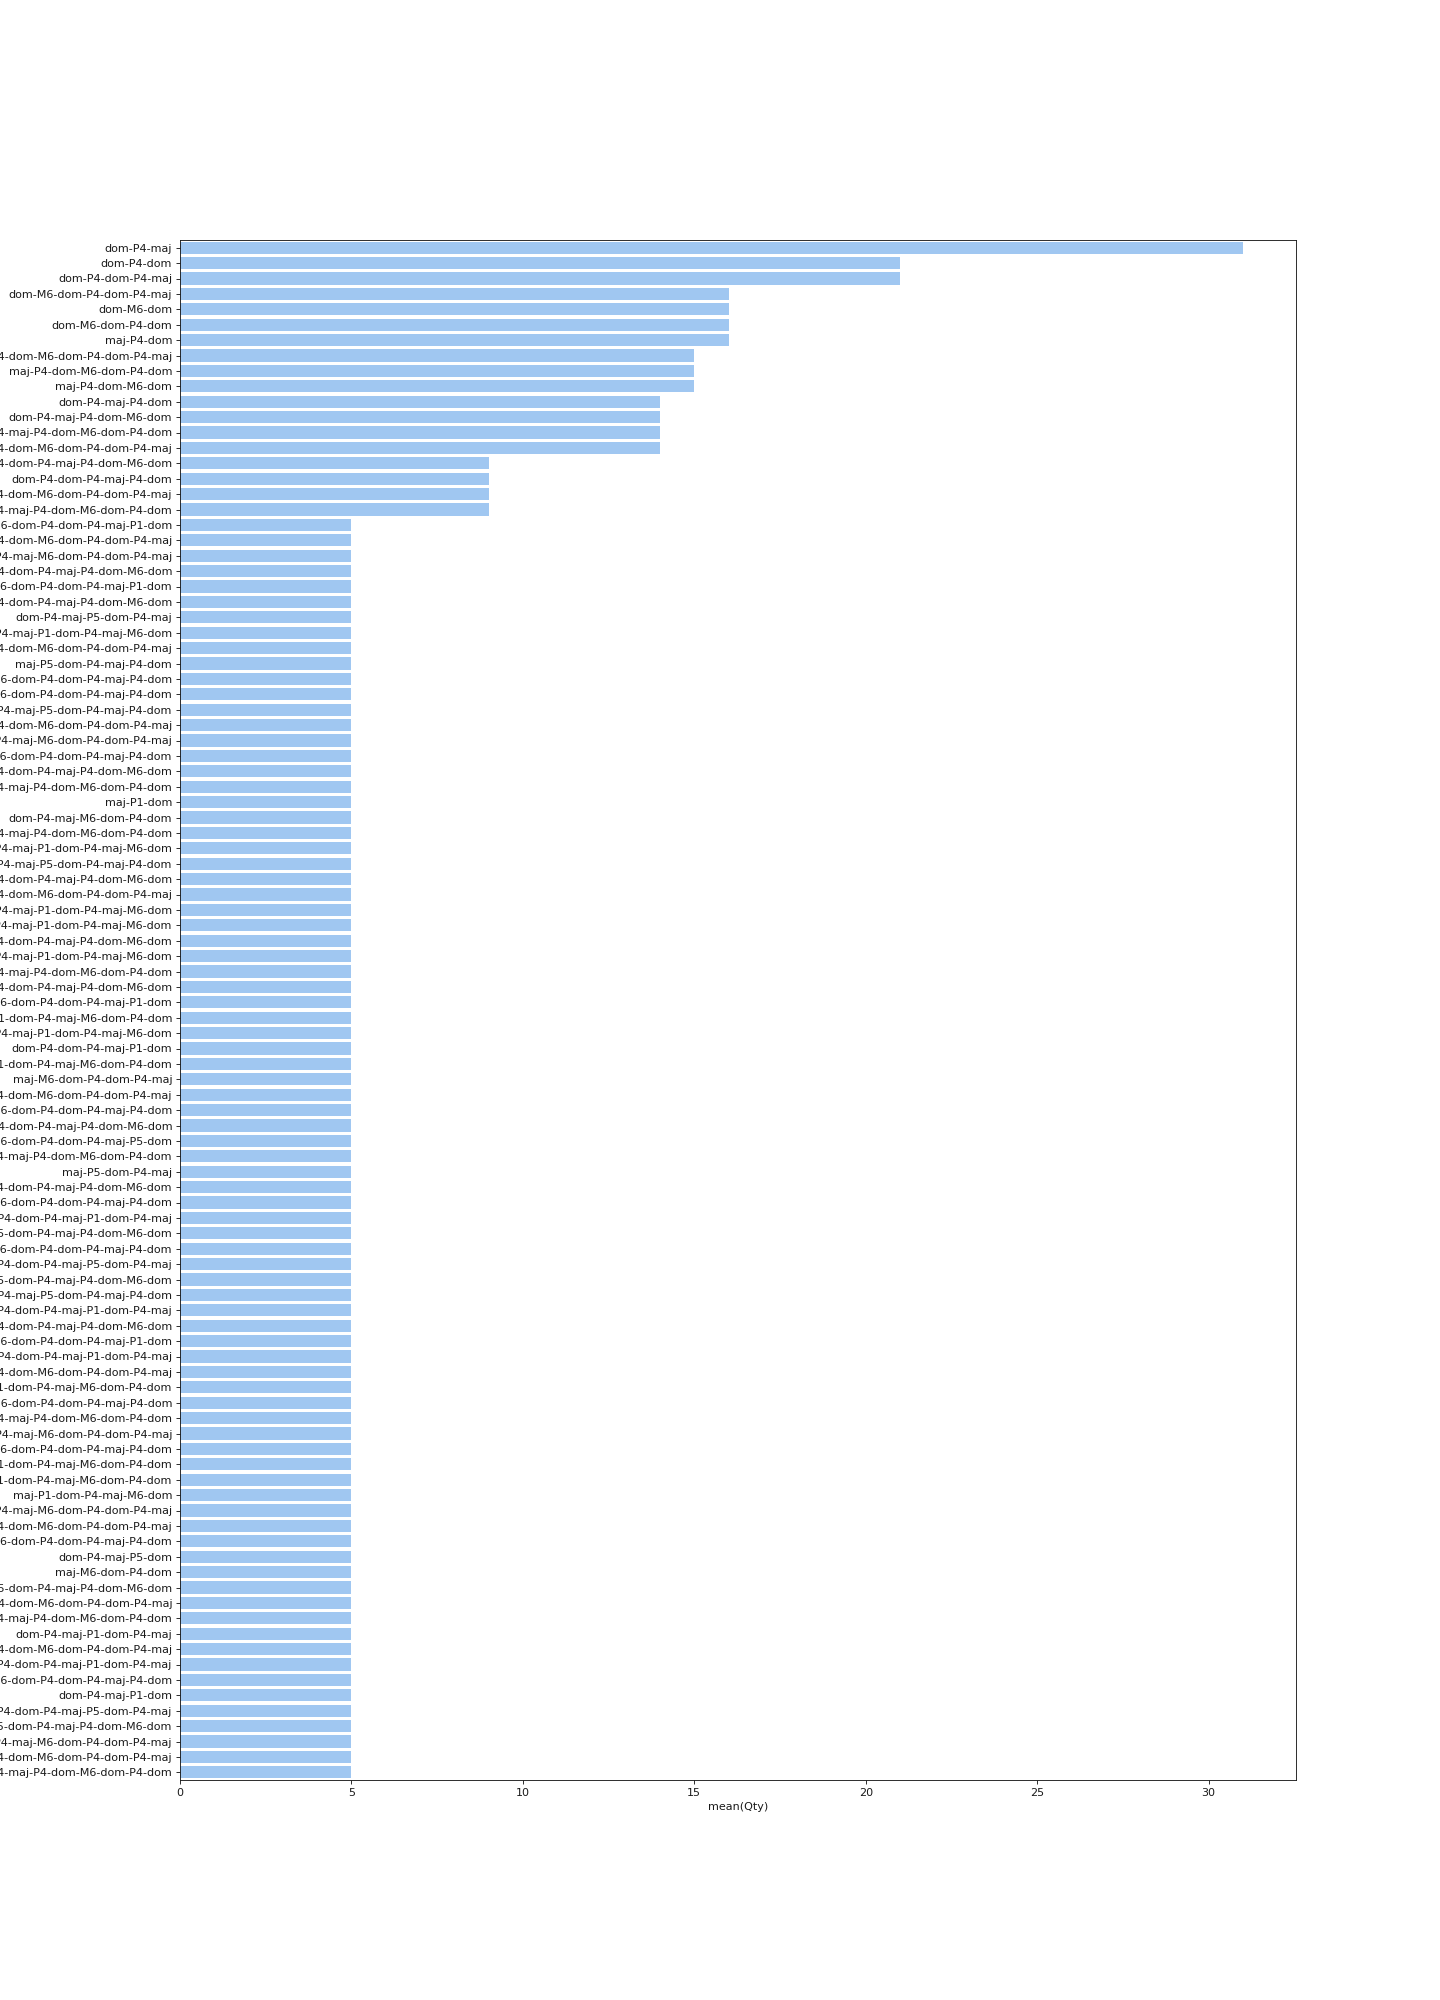 dom-P4-maj
dom-P4-dom
dom-P4-dom-P4-maj
dom-M6-dom-P4-dom-P4-maj
dom-M6-dom
dom-M6-dom-P4-dom
maj-P4-dom
4-dom-M6-dom-P4-dom-P4-maj
maj-P4-dom-M6-dom-P4-dom
maj-P4-dom-M6-dom
dom-P4-maj-P4-dom
dom-P4-maj-P4-dom-M6-dom
4-maj-P4-dom-M6-dom-P4-dom
4-dom-M6-dom-P4-dom-P4-maj
4-dom-P4-maj-P4-dom-M6-dom
dom-P4-dom-P4-maj-P4-dom
4-dom-M6-dom-P4-dom-P4-maj
4-maj-P4-dom-M6-dom-P4-dom
6-dom-P4-dom-P4-maj-P1-dom
4-dom-M6-dom-P4-dom-P4-maj
P4-maj-M6-dom-P4-dom-P4-maj
4-dom-P4-maj-P4-dom-M6-dom
6-dom-P4-dom-P4-maj-P1-dom
4-dom-P4-maj-P4-dom-M6-dom
dom-P4-maj-P5-dom-P4-maj
P4-maj-P1-dom-P4-maj-M6-dom
4-dom-M6-dom-P4-dom-P4-maj
maj-P5-dom-P4-maj-P4-dom
6-dom-P4-dom-P4-maj-P4-dom
6-dom-P4-dom-P4-maj-P4-dom
P4-maj-P5-dom-P4-maj-P4-dom
4-dom-M6-dom-P4-dom-P4-maj
P4-maj-M6-dom-P4-dom-P4-maj
6-dom-P4-dom-P4-maj-P4-dom
4-dom-P4-maj-P4-dom-M6-dom
4-maj-P4-dom-M6-dom-P4-dom
maj-P1-dom
dom-P4-maj-M6-dom-P4-dom
4-maj-P4-dom-M6-dom-P4-dom
P4-maj-P1-dom-P4-maj-M6-dom
P4-maj-P5-dom-P4-maj-P4-dom
4-dom-P4-maj-P4-dom-M6-dom
4-dom-M6-dom-P4-dom-P4-maj
P4-maj-P1-dom-P4-maj-M6-dom
P4-maj-P1-dom-P4-maj-M6-dom
4-dom-P4-maj-P4-dom-M6-dom
P4-maj-P1-dom-P4-maj-M6-dom
4-maj-P4-dom-M6-dom-P4-dom
4-dom-P4-maj-P4-dom-M6-dom
6-dom-P4-dom-P4-maj-P1-dom
1-dom-P4-maj-M6-dom-P4-dom
P4-maj-P1-dom-P4-maj-M6-dom
dom-P4-dom-P4-maj-P1-dom
1-dom-P4-maj-M6-dom-P4-dom
maj-M6-dom-P4-dom-P4-maj
4-dom-M6-dom-P4-dom-P4-maj
6-dom-P4-dom-P4-maj-P4-dom
4-dom-P4-maj-P4-dom-M6-dom
6-dom-P4-dom-P4-maj-P5-dom
4-maj-P4-dom-M6-dom-P4-dom
maj-P5-dom-P4-maj
4-dom-P4-maj-P4-dom-M6-dom
6-dom-P4-dom-P4-maj-P4-dom
P4-dom-P4-maj-P1-dom-P4-maj
5-dom-P4-maj-P4-dom-M6-dom
6-dom-P4-dom-P4-maj-P4-dom
P4-dom-P4-maj-P5-dom-P4-maj
5-dom-P4-maj-P4-dom-M6-dom
P4-maj-P5-dom-P4-maj-P4-dom
P4-dom-P4-maj-P1-dom-P4-maj
4-dom-P4-maj-P4-dom-M6-dom
6-dom-P4-dom-P4-maj-P1-dom
P4-dom-P4-maj-P1-dom-P4-maj
4-dom-M6-dom-P4-dom-P4-maj
1-dom-P4-maj-M6-dom-P4-dom
6-dom-P4-dom-P4-maj-P4-dom
4-maj-P4-dom-M6-dom-P4-dom
P4-maj-M6-dom-P4-dom-P4-maj
6-dom-P4-dom-P4-maj-P4-dom
1-dom-P4-maj-M6-dom-P4-dom
1-dom-P4-maj-M6-dom-P4-dom
maj-P1-dom-P4-maj-M6-dom
P4-maj-M6-dom-P4-dom-P4-maj
4-dom-M6-dom-P4-dom-P4-maj
6-dom-P4-dom-P4-maj-P4-dom
dom-P4-maj-P5-dom
maj-M6-dom-P4-dom
5-dom-P4-maj-P4-dom-M6-dom
4-dom-M6-dom-P4-dom-P4-maj
4-maj-P4-dom-M6-dom-P4-dom
dom-P4-maj-P1-dom-P4-maj
4-dom-M6-dom-P4-dom-P4-maj
P4-dom-P4-maj-P1-dom-P4-maj
6-dom-P4-dom-P4-maj-P4-dom
dom-P4-maj-P1-dom
P4-dom-P4-maj-P5-dom-P4-maj
5-dom-P4-maj-P4-dom-M6-dom
P4-maj-M6-dom-P4-dom-P4-maj
4-dom-M6-dom-P4-dom-P4-maj
4-maj-P4-dom-M6-dom-P4-dom
0 5 10 15 20 25 30
mean(Qty)